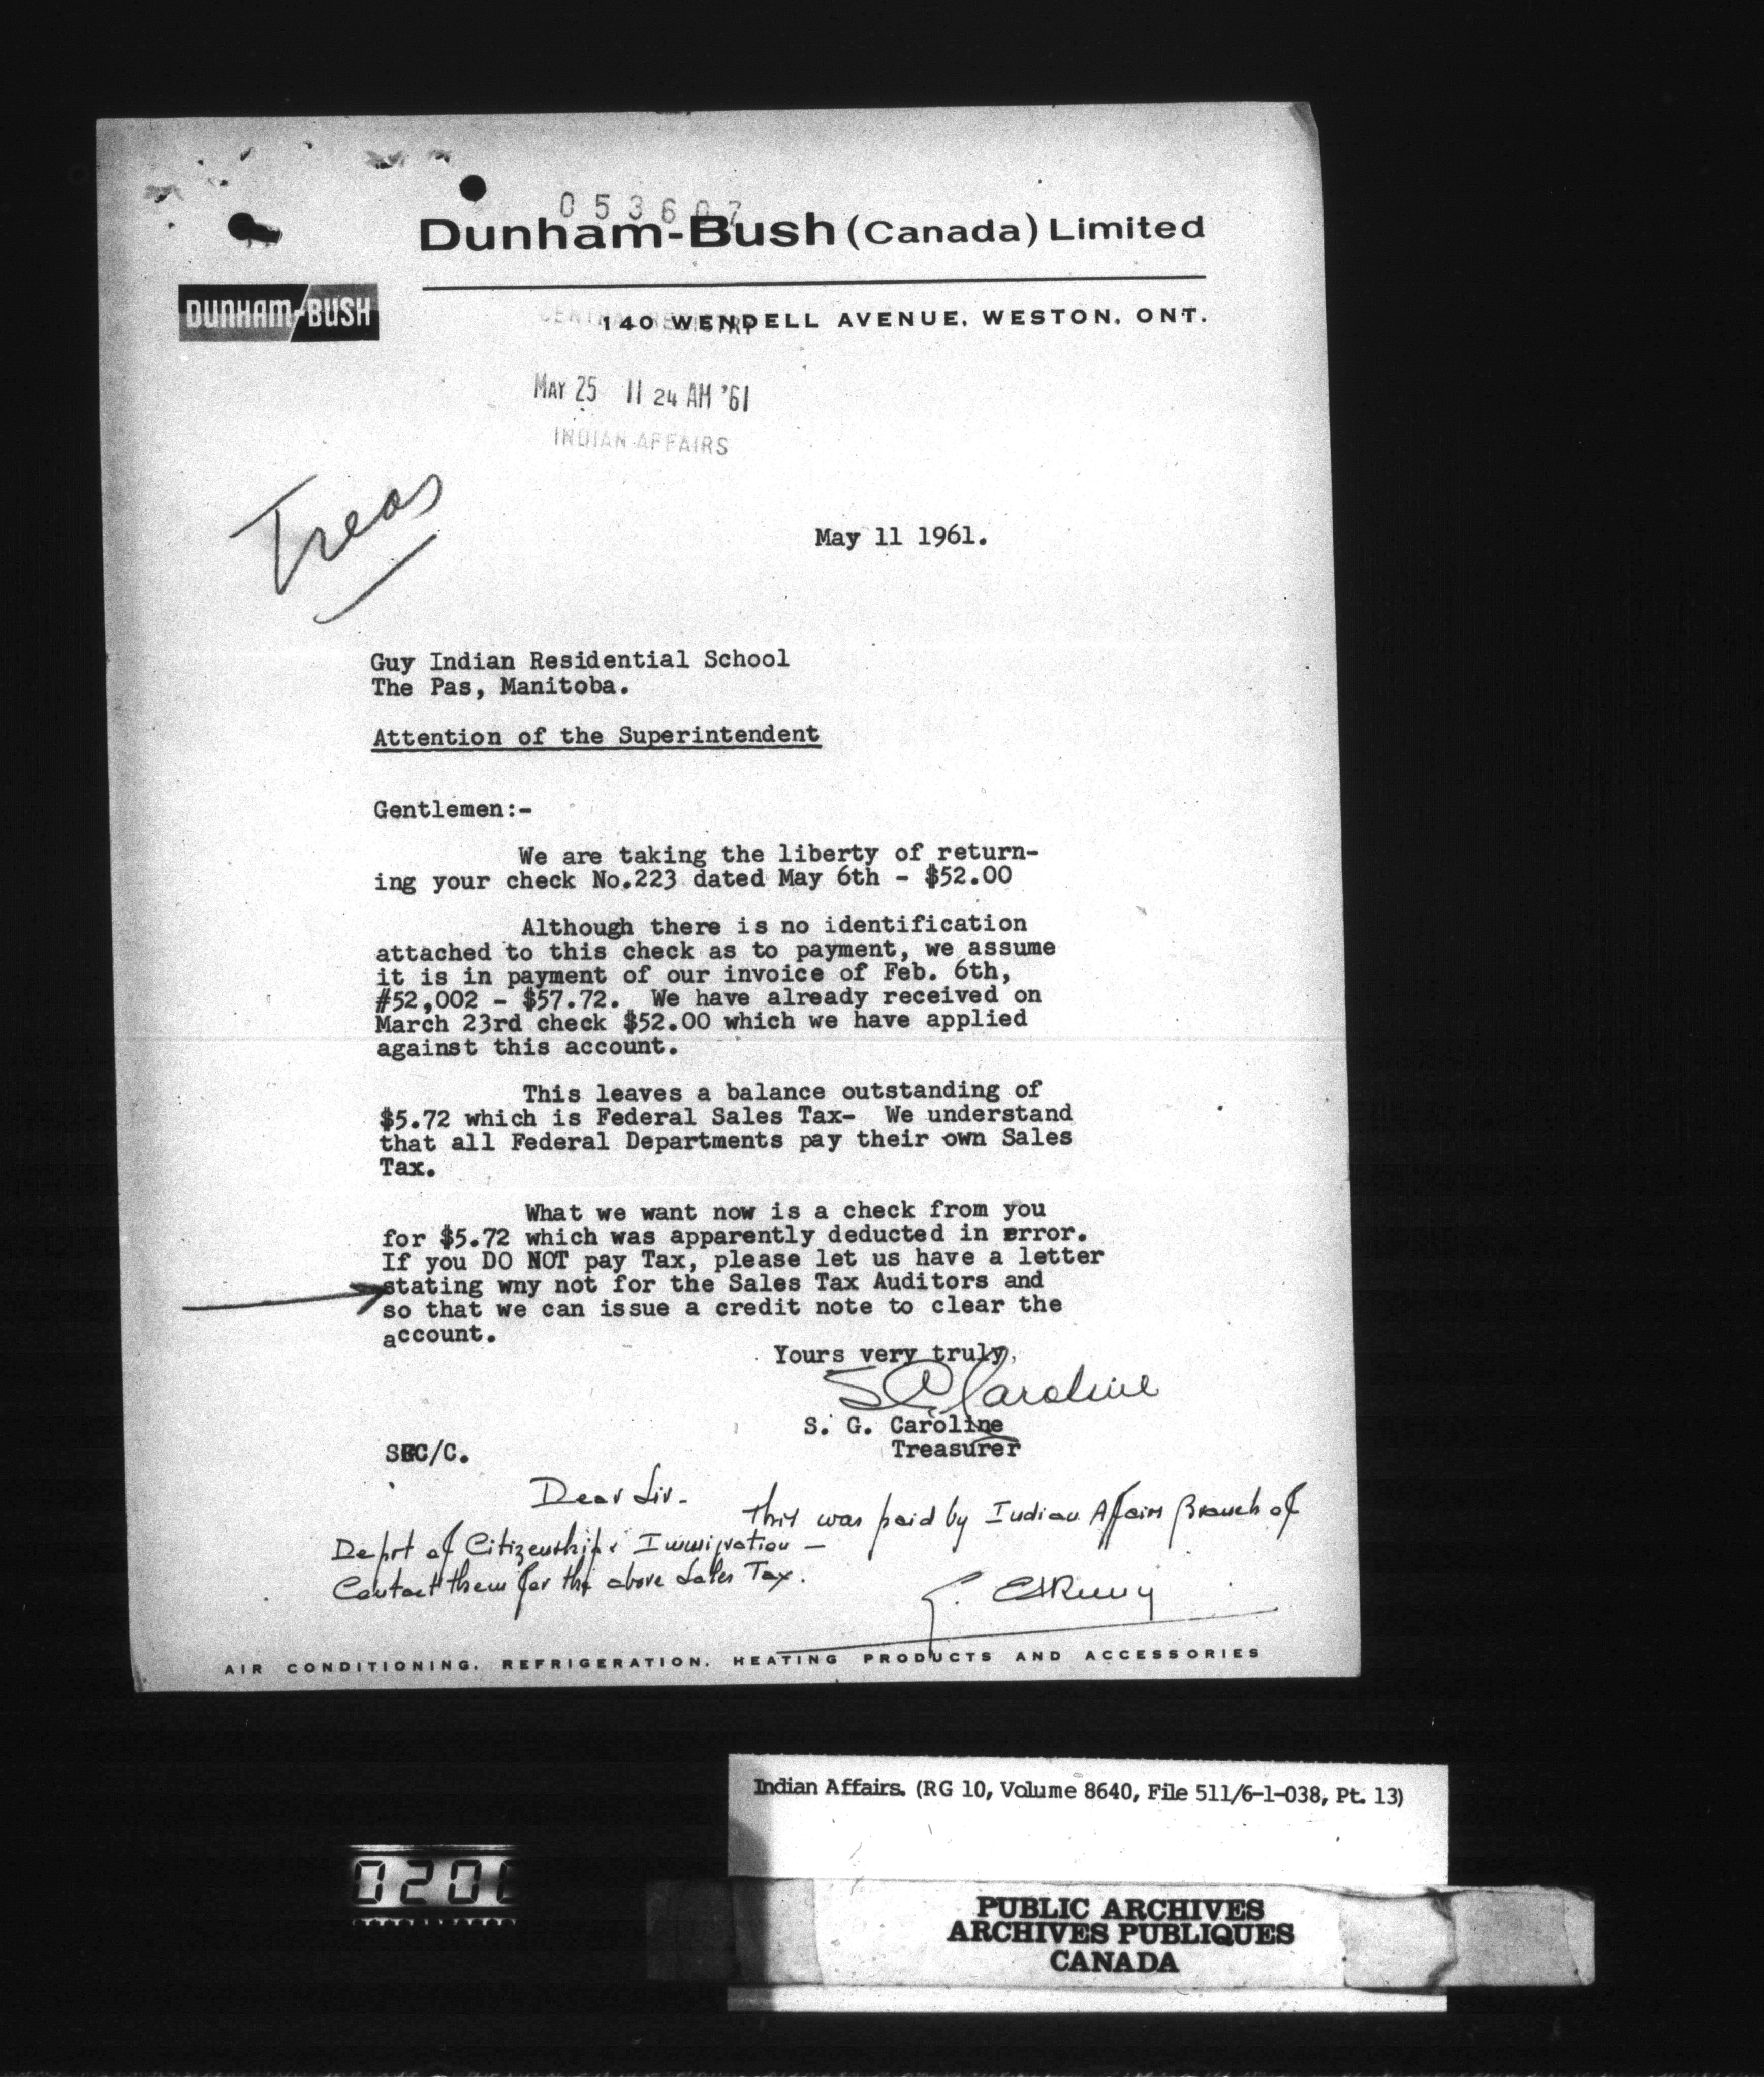 053607
Dunham-Bush (Canada) Limited
DUNHAM-BUSH
CENTRAL REGISTRY
140 WENDELL AVENUE, WESTON, ONT.
MAY 25 11 24 AM '61
INDIAN AFFAIRS
Treas
May 11 1961.
Guy Indian Residential School
The Pas, Manitoba.
Attention of the Superintendent
Gentlemen:-
We are taking the liberty of return-
ing your check No.223 dated May 6th - $52.00
Although there is no identification
attached to this check as to payment, we assume
it is in payment of our invoice of Feb. 6th,
#52,002 - $57.72. We have already received on
March 23rd check $52.00 which we have applied
against this account.
This leaves a balance outstanding of
$5.72 which is Federal Sales Tax- We understand
that all Federal Departments pay their own Sales
Tax.
What we want now is a check from you
for $5.72 which was apparently deducted in error.
If you DO NOT pay Tax, please let us have a letter
stating wny not for the Sales Tax Auditors and
so that we can issue a credit note to clear the
account.
Yours very truly,
S G Caroline
S. G. Caroline
Treasurer
SGC/C.
Dear Sir-
this was paid by Indian Affairs Branch of
Deprt of Citizenship & Immigration -
Contact them for the above Sales Tax.
AIR CONDITIONING, REFRIGERATION, HEATING PRODUCTS AND ACCESSORIES
Indian Affairs. (RG 10, Volume 8640, File 511/6-1-038, Pt. 13)
020
PUBLIC ARCHIVES
ARCHIVES PUBLIQUES
CANADA